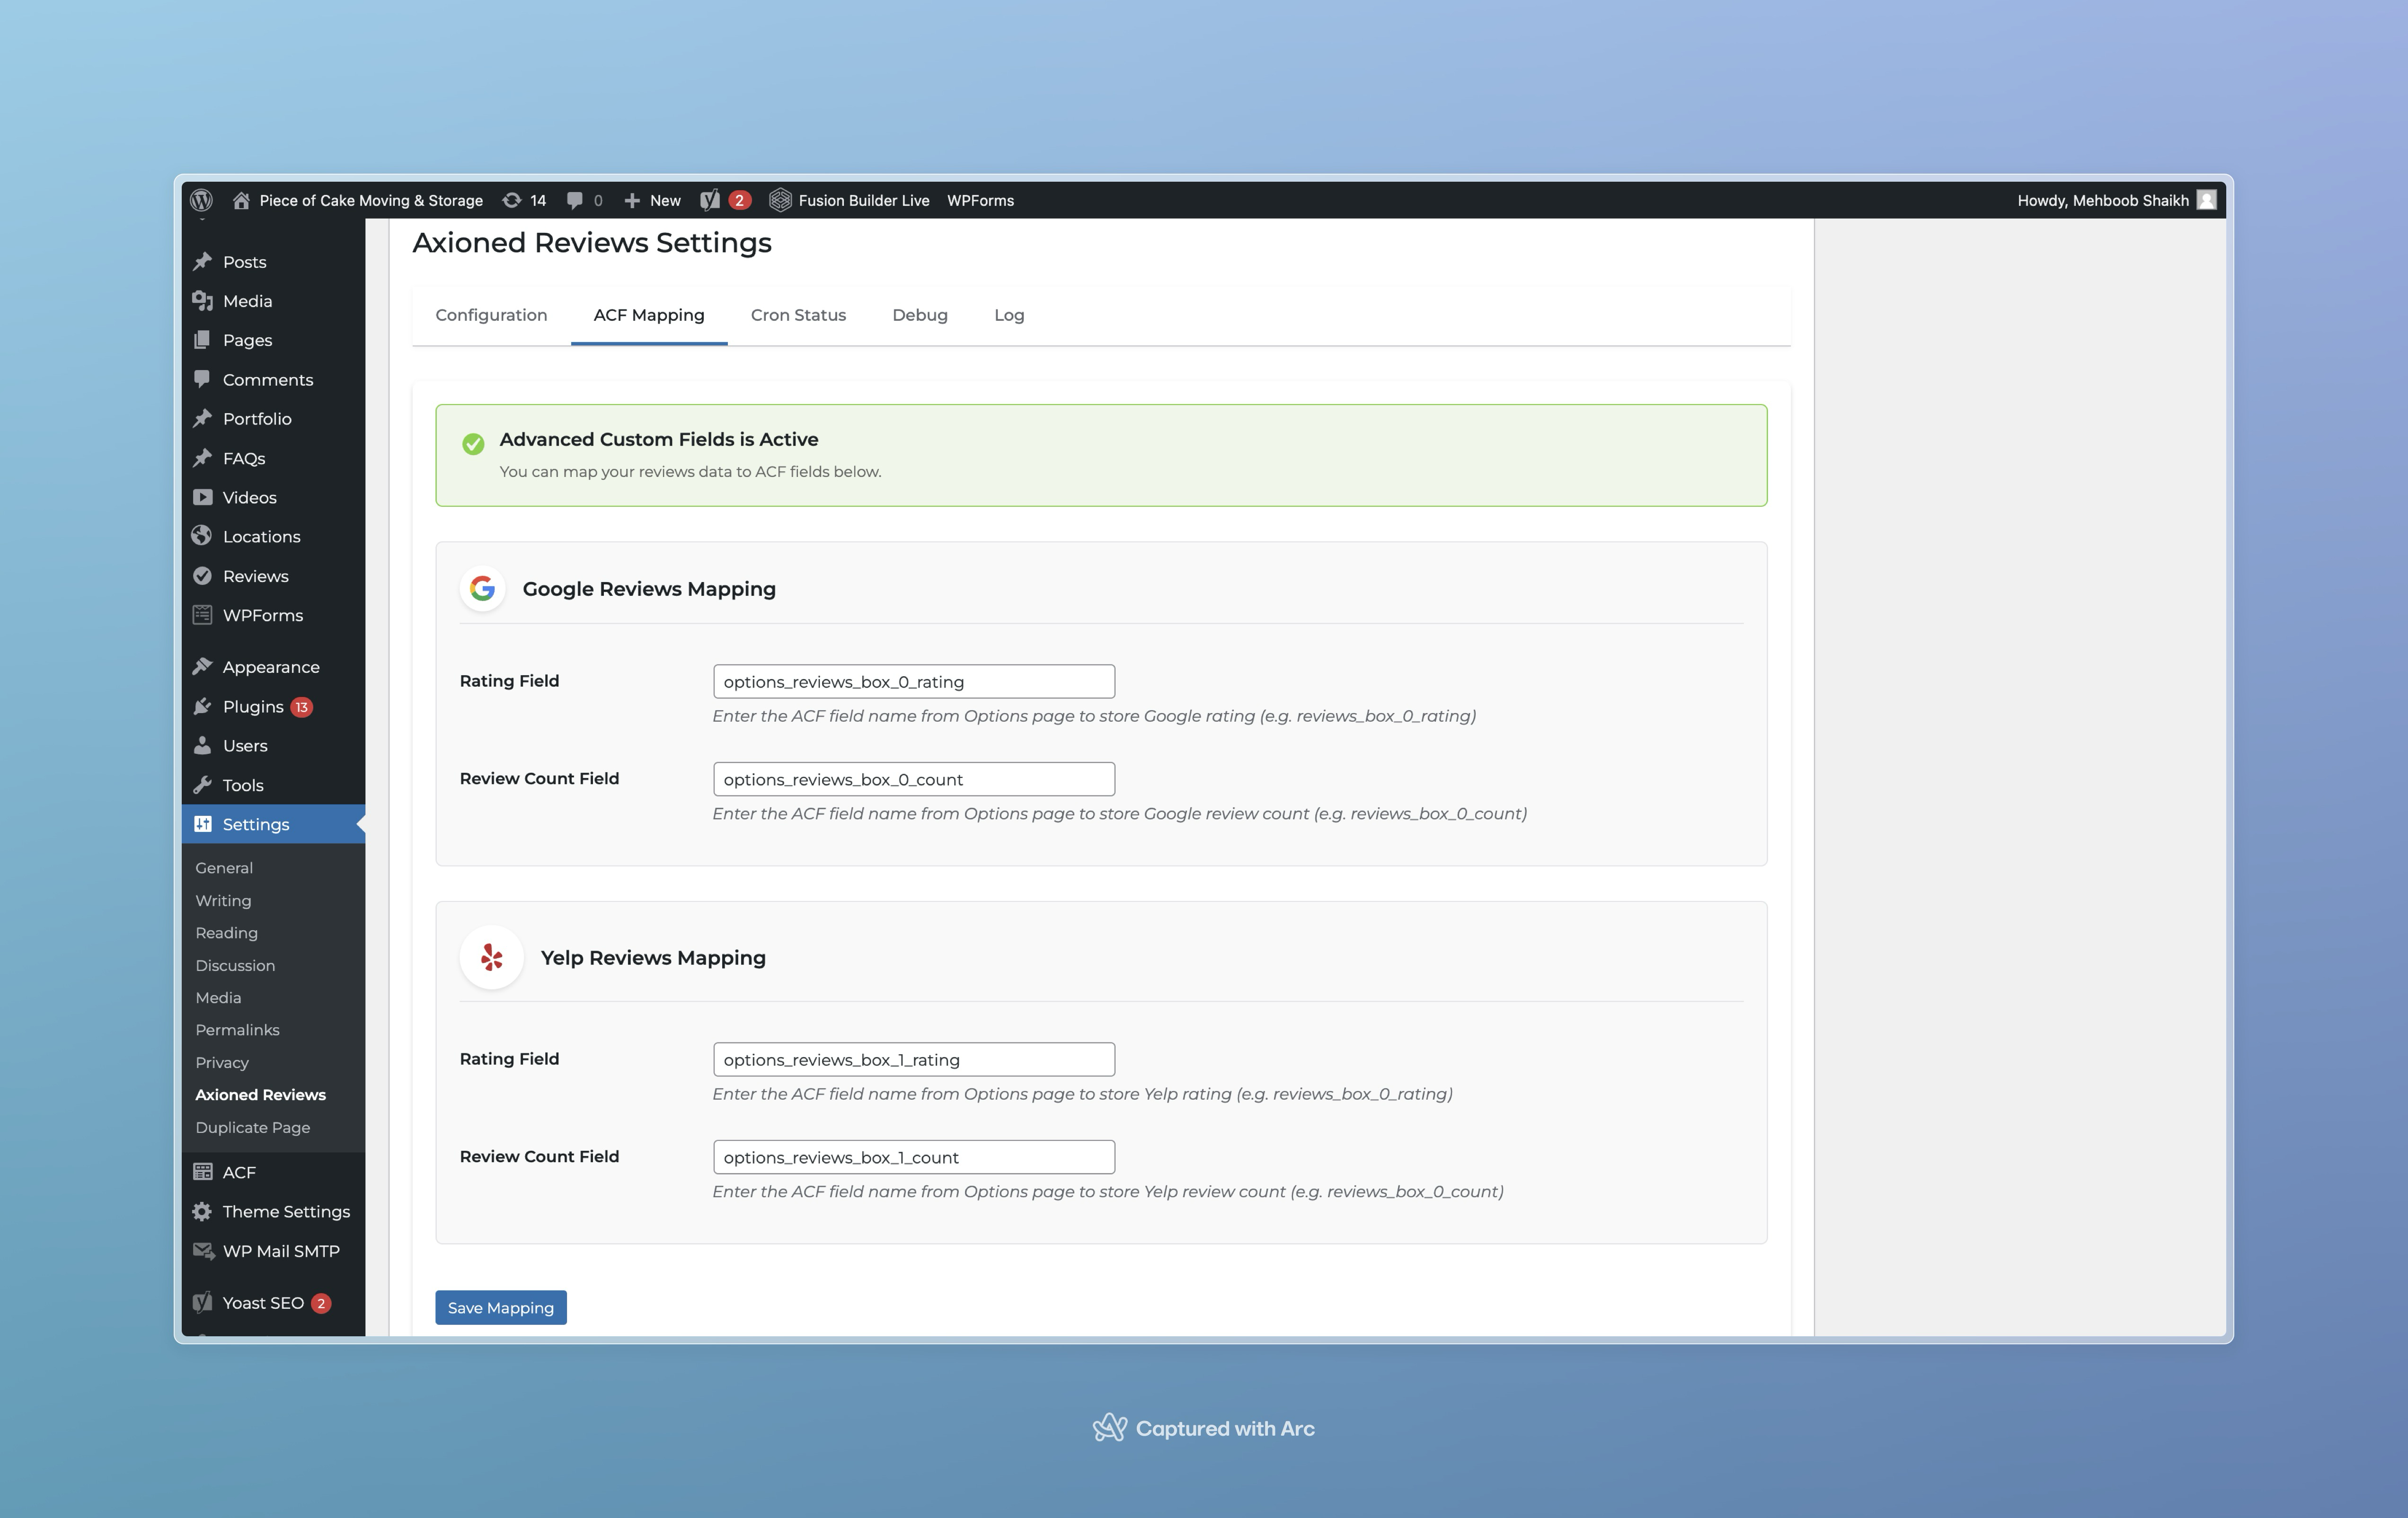 Piece of Cake Moving & Storage 14 0 New 2 Fusion Builder Live WPForms Howdy, Mehboob Shaikh
Posts
Media
Pages
Comments
Portfolio
FAQs
Videos
Locations
Reviews
WPForms
Appearance
Plugins 13
Users
Tools
Settings
General
Writing
Reading
Discussion
Media
Permalinks
Privacy
Axioned Reviews
Duplicate Page
ACF
Theme Settings
WP Mail SMTP
Yoast SEO 2
Axioned Reviews Settings
Configuration ACF Mapping Cron Status Debug Log
Advanced Custom Fields is Active
You can map your reviews data to ACF fields below.
Google Reviews Mapping
Rating Field options_reviews_box_0_rating
Enter the ACF field name from Options page to store Google rating (e.g. reviews_box_0_rating)
Review Count Field options_reviews_box_0_count
Enter the ACF field name from Options page to store Google review count (e.g. reviews_box_0_count)
Yelp Reviews Mapping
Rating Field options_reviews_box_1_rating
Enter the ACF field name from Options page to store Yelp rating (e.g. reviews_box_0_rating)
Review Count Field options_reviews_box_1_count
Enter the ACF field name from Options page to store Yelp review count (e.g. reviews_box_0_count)
Save Mapping
Captured with Arc